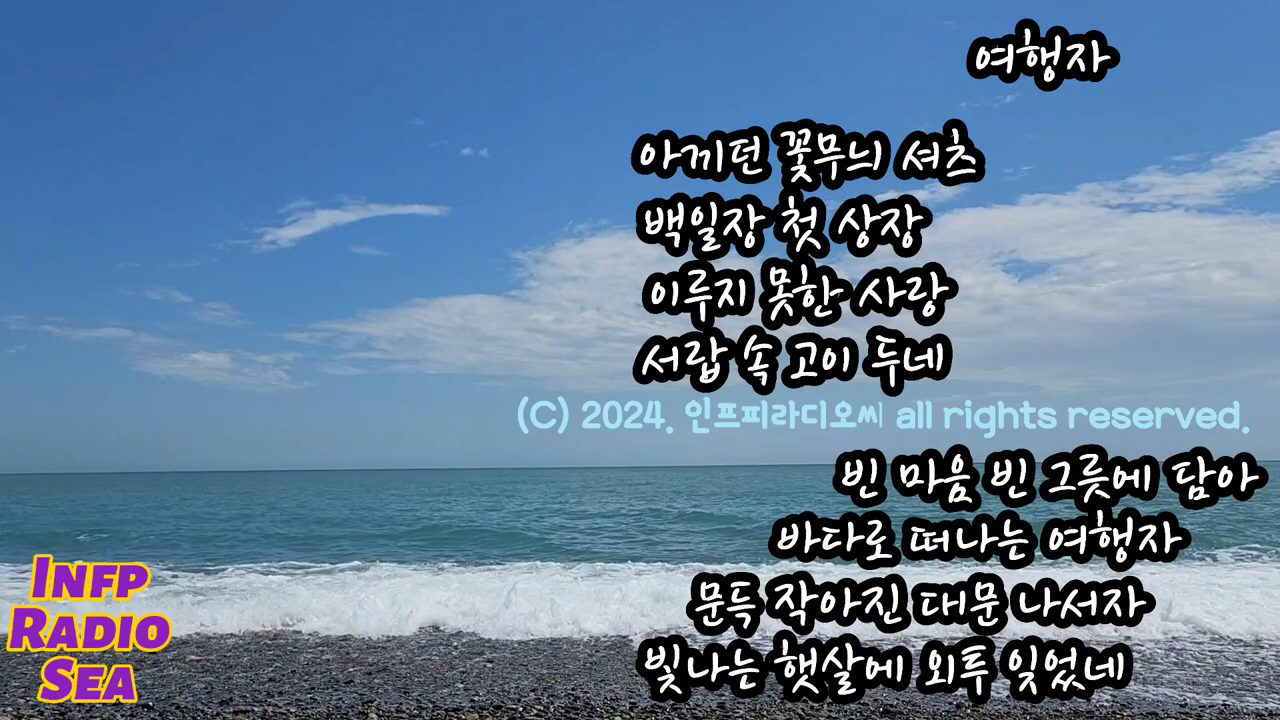 여행자
아끼던 꽃무늬 셔츠
백일장 첫 상장
이루지 못한 사랑
서랍 속 고이 두네
(C) 2024. 인프피라디오씨 all rights reserved.
빈 마음 빈 그릇에 담아
바다로 떠나는 여행자
문득 작아진 대문 나서자
빛나는 햇살에 외투 잊었네
INFP
RADIO
SEA